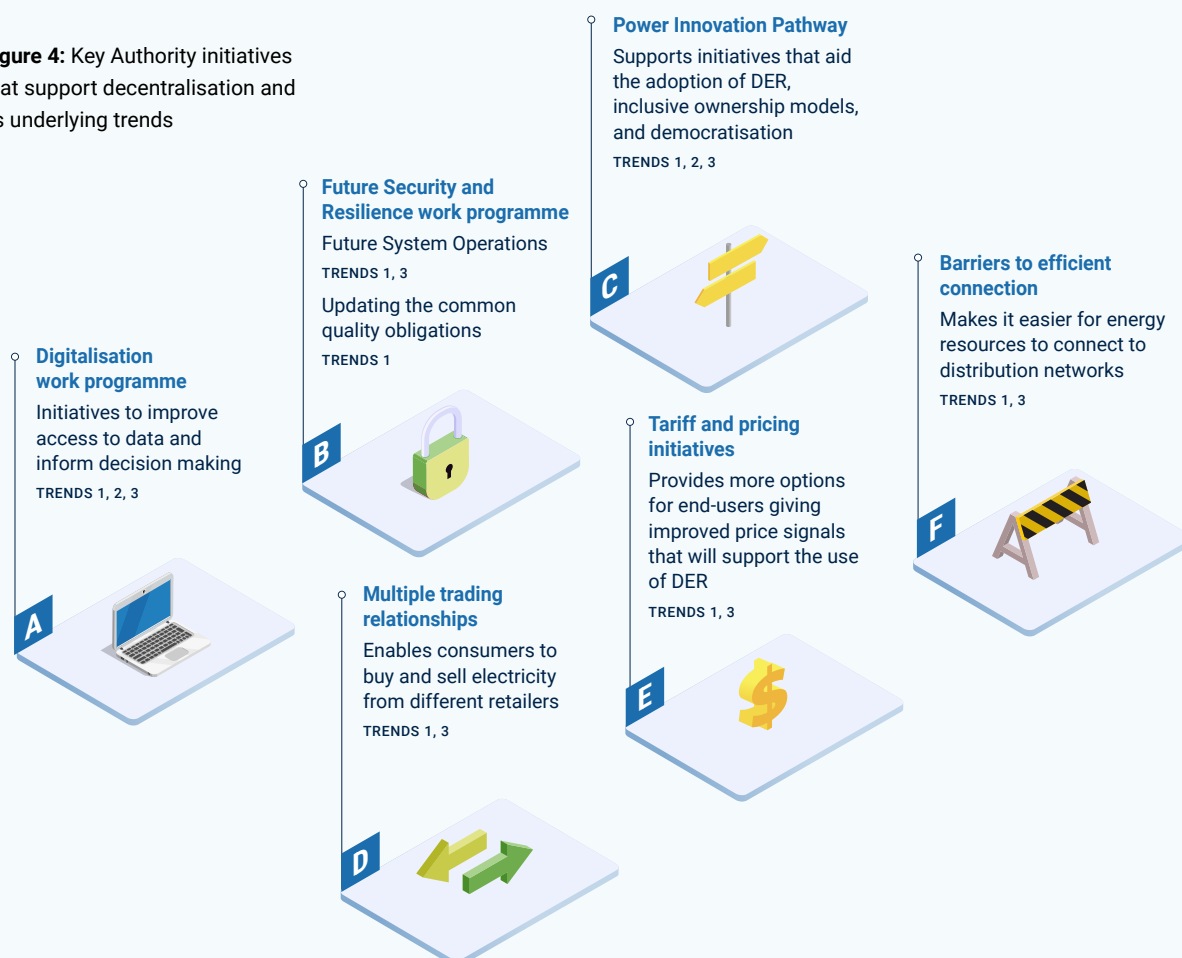 gure 4: Key Authority initiatives
at support decentralisation and
s underlying trends
Power Innovation Pathway
Supports initiatives that aid
the adoption of DER,
inclusive ownership models,
and democratisation
TRENDS 1, 2, 3
C
Future Security and
Resilience work programme
Future System Operations
TRENDS 1, 3
Updating the common
quality obligations
TRENDS 1
B
Barriers to efficient
connection
Makes it easier for energy
resources to connect to
distribution networks
TRENDS 1, 3
F
Digitalisation
work programme
Initiatives to improve
access to data and
inform decision making
TRENDS 1, 2, 3
A
Tariff and pricing
initiatives
Provides more options
for end-users giving
improved price signals
that will support the use
of DER
TRENDS 1, 3
E
$
Multiple trading
relationships
Enables consumers to
buy and sell electricity
from different retailers
TRENDS 1, 3
D